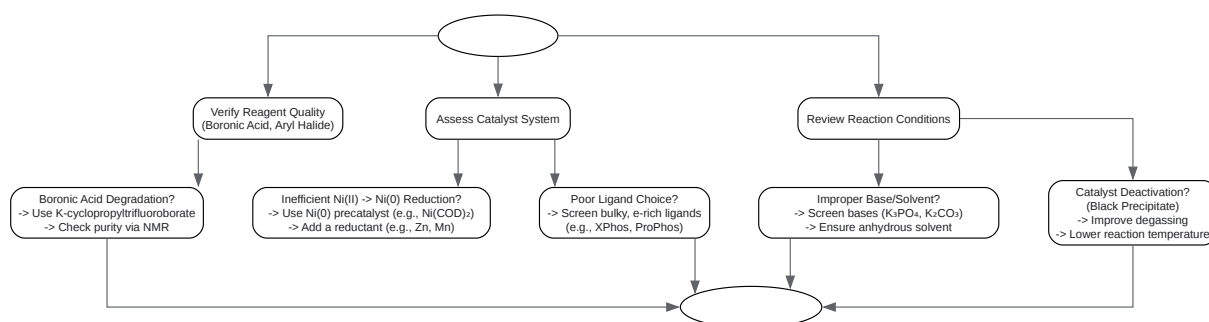 Verify Reagent Quality
(Boronic Acid, Aryl Halide)
Assess Catalyst System
Review Reaction Conditions
Boronic Acid Degradation?
-> Use K-cyclopropyltrifluoroborate
-> Check purity via NMR
Inefficient Ni(II) -> Ni(0) Reduction?
-> Use Ni(0) precatalyst (e.g., Ni(COD)₂)
-> Add a reductant (e.g., Zn, Mn)
Poor Ligand Choice?
-> Screen bulky, e-rich ligands
(e.g., XPhos, ProPhos)
Improper Base/Solvent?
-> Screen bases (K₃PO₄, K₂CO₃)
-> Ensure anhydrous solvent
Catalyst Deactivation?
(Black Precipitate)
-> Improve degassing
-> Lower reaction temperature